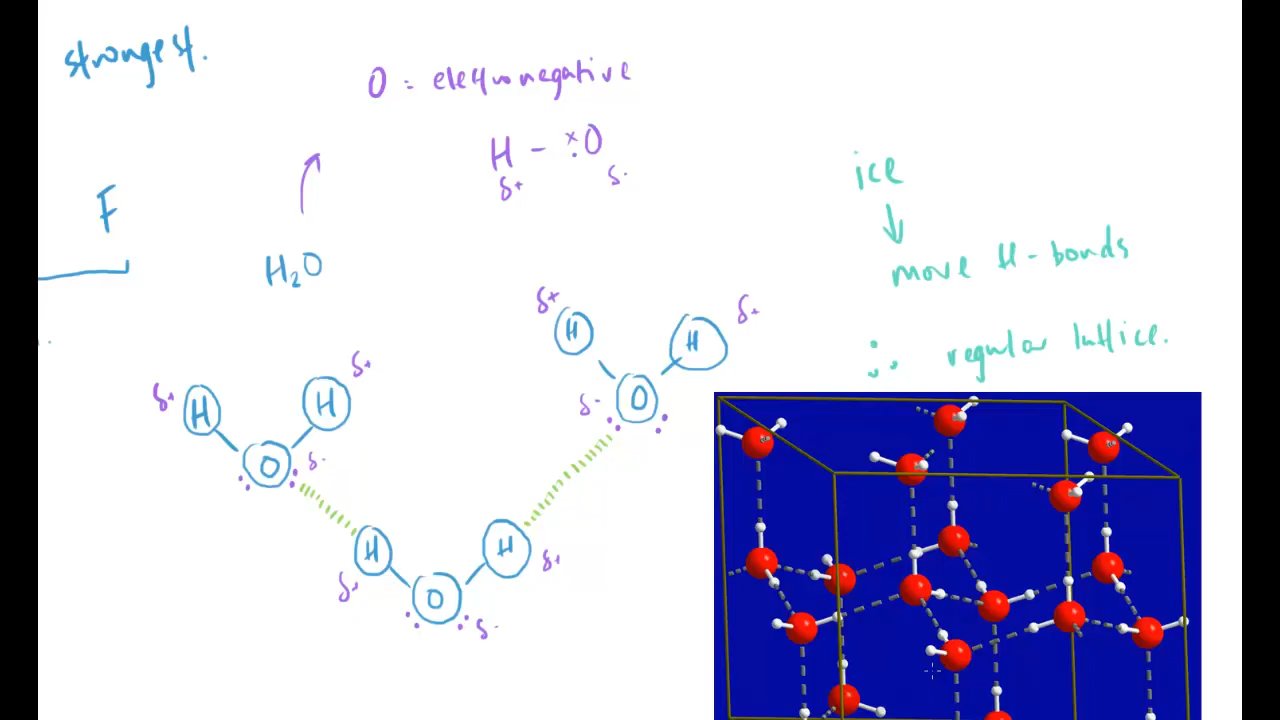 strongest.
O : electronegative
H - ×̣O
δ+ δ-
F
H₂O
ice
↓
move H-bonds
∴ regular lattice.
δ+ H H δ+
O δ-
δ+ H H δ+
δ- O
H H δ+
δ+ O δ-